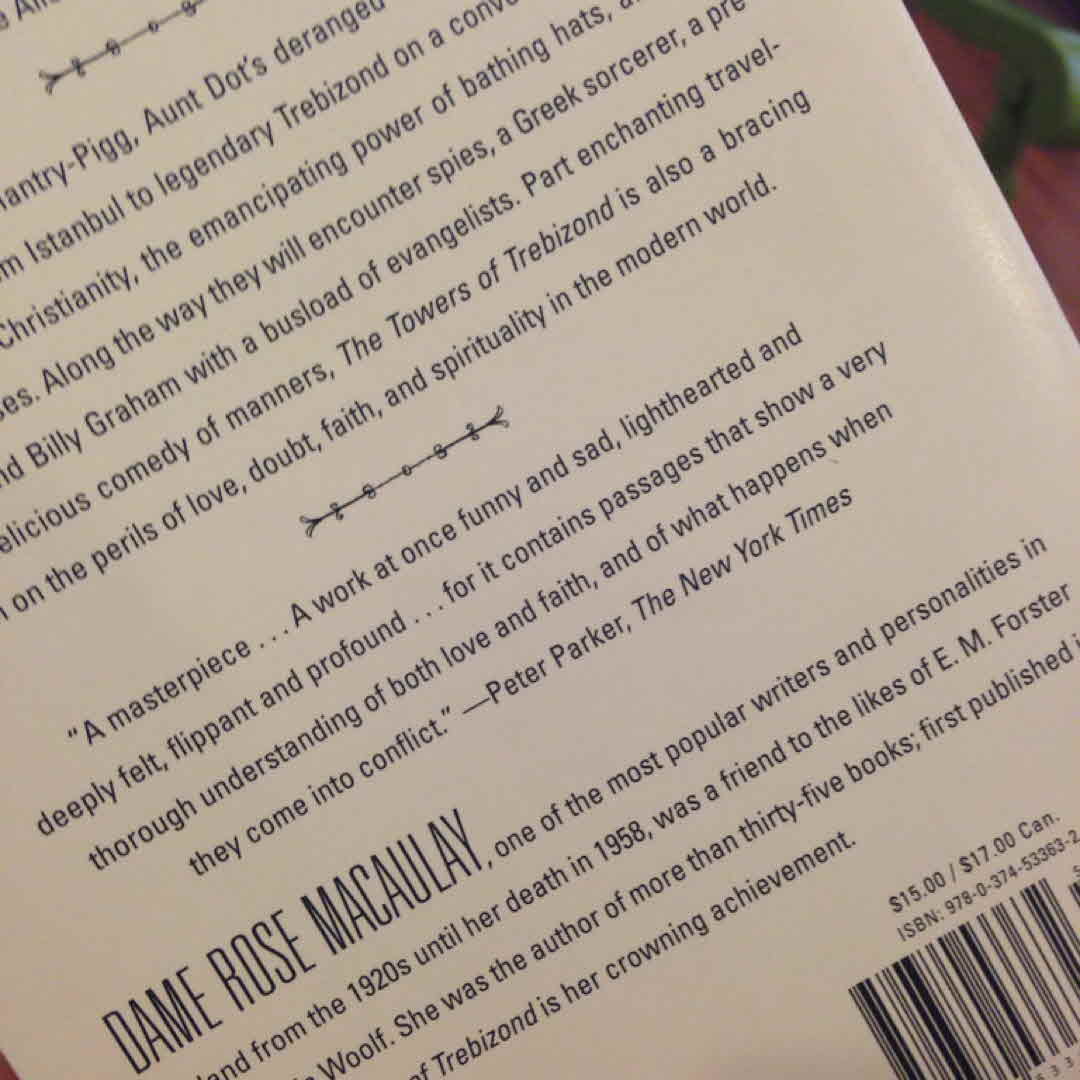 Aunt Dot's deranged
Istanbul to legendary Trebizond on a
Christianity, the emancipating power of bathing hats,
Along the way they will encounter spies, a Greek sorcerer, a
Billy Graham with a busload of evangelists. Part enchanting travel-
comedy of manners, The Towers of Trebizond is also a bracing
on the perils of love, doubt, faith, and spirituality in the modern world.
“A masterpiece . . . A work at once funny and sad, lighthearted and
deeply felt, flippant and profound . . . for it contains passages that show a very
thorough understanding of both love and faith, and of what happens when
they come into conflict.” —Peter Parker, The New York Times
DAME ROSE MACAULAY, one of the most popular writers and personalities in
from the 1920s until her death in 1958, was a friend to the likes of E. M. Forster
Woolf. She was the author of more than thirty-five books; first published
of Trebizond is her crowning achievement.
$15.00 / $17.00 Can.
ISBN: 978-0-374-53363-2